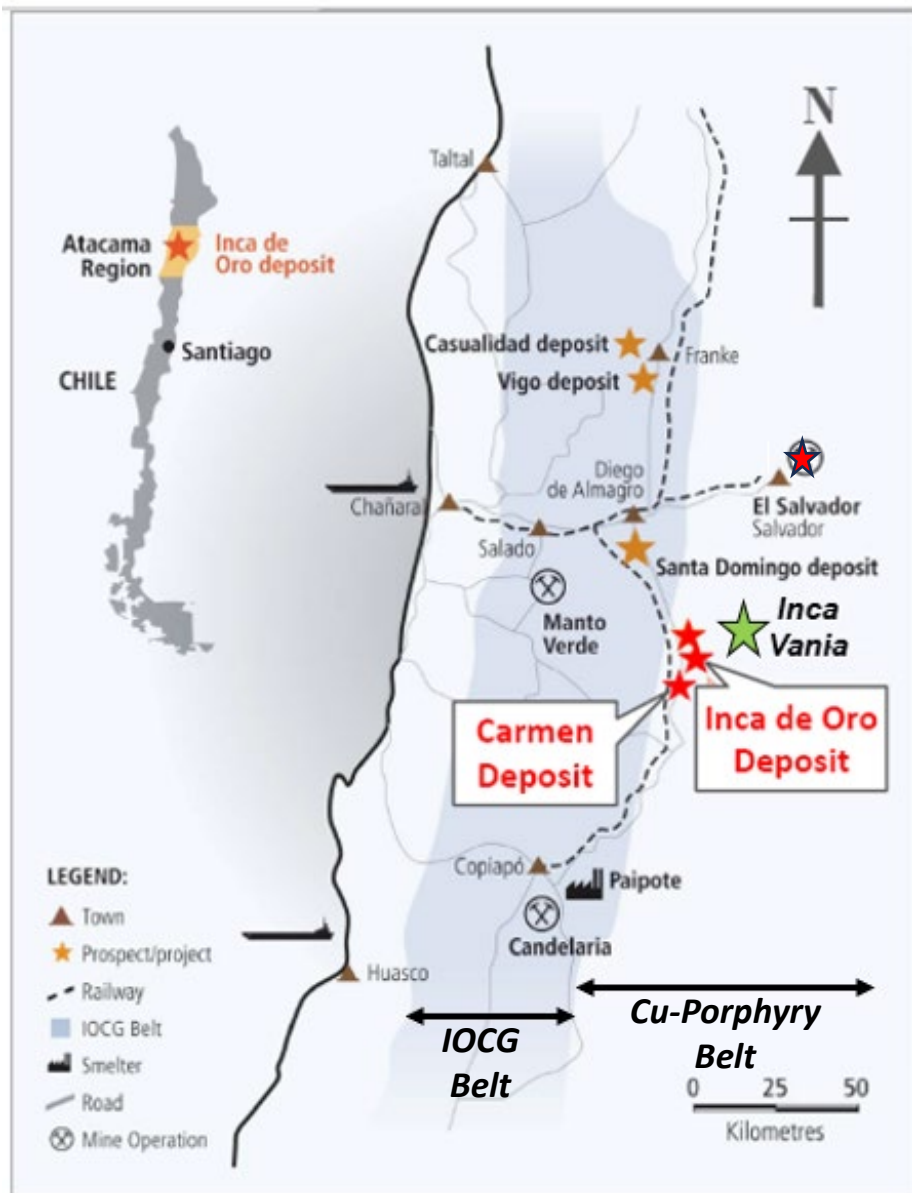 N
Taltal
Atacama
Region
Inca de
Oro deposit
Santiago
CHILE
Casualidad deposit
Franke
Vigo deposit
Diego
de Almagro
El Salvador
Salvador
Chañaral
Salado
Santa Domingo deposit
Manto
Verde
Inca
Vania
Carmen
Deposit
Inca de Oro
Deposit
Copiapó
Paipote
Candelaria
Huasco
LEGEND:
Town
Prospect/project
Railway
IOCG Belt
Smelter
Road
Mine Operation
IOCG
Belt
Cu-Porphyry
Belt
0 25 50
Kilometres